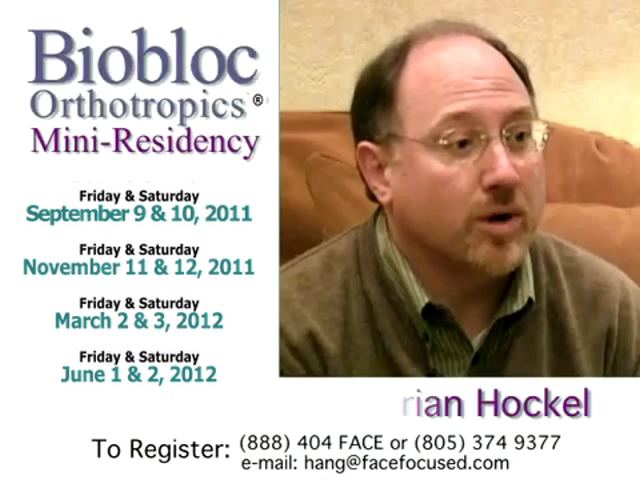 Biobloc
Orthotropics®
Mini-Residency
Friday & Saturday
September 9 & 10, 2011
Friday & Saturday
November 11 & 12, 2011
Friday & Saturday
March 2 & 3, 2012
Friday & Saturday
June 1 & 2, 2012
rian Hockel
To Register: (888) 404 FACE or (805) 374 9377
e-mail: hang@facefocused.com